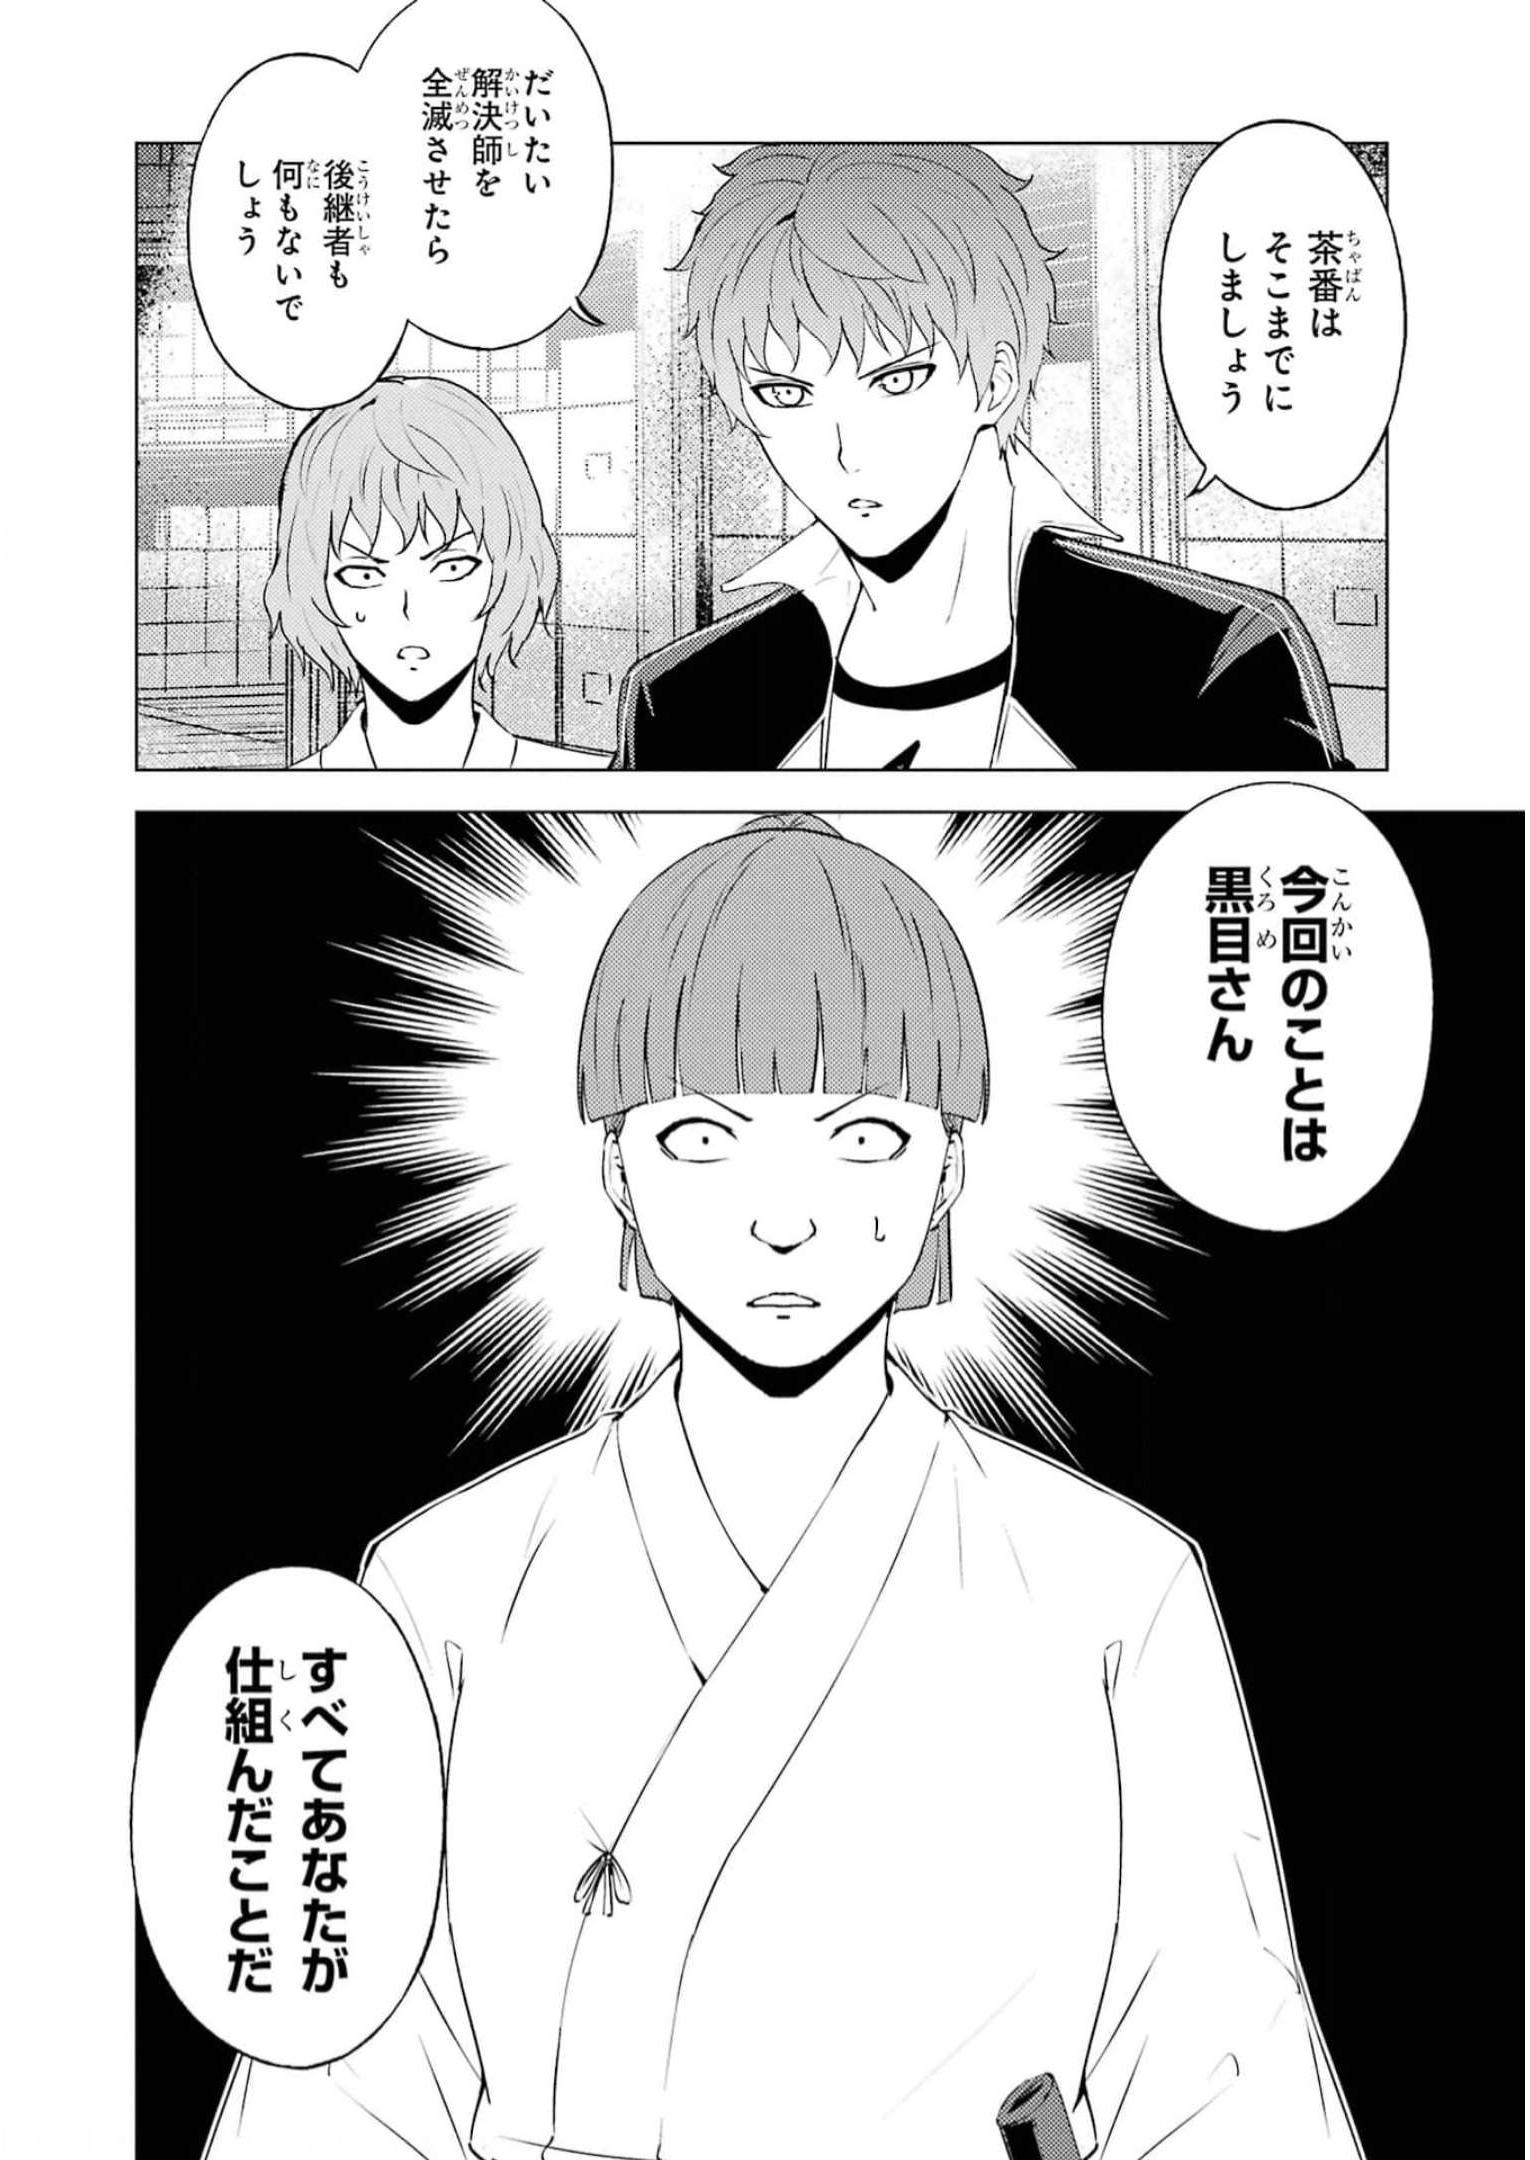 茶番は
そこまでに
しましょう
だいたい
解決師を
全滅させたら
後継者も
何もないで
しょう
今回のことは
黒目さん
すべてあなたが
仕組んだことだ